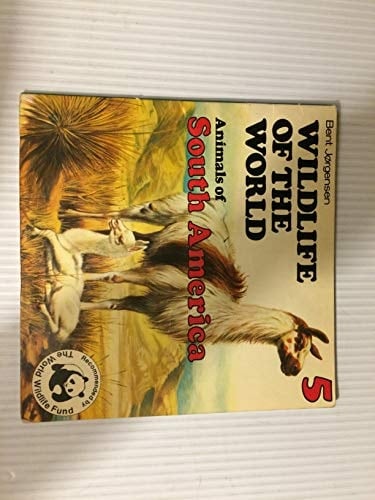 Bent Jørgensen
WILDLIFE
OF THE
WORLD
Animals of
South America
5
Recommended by
The World Wildlife Fund